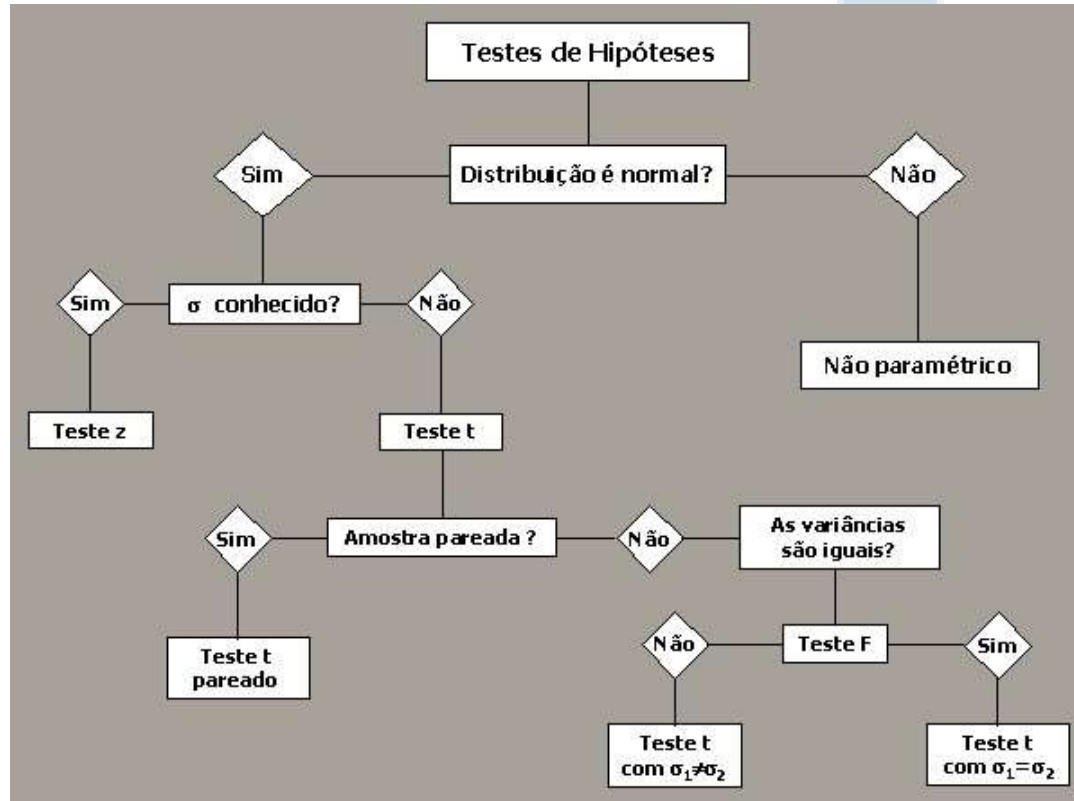 Testes de Hipóteses
Sim
Distribuição é normal?
Não
Sim
σ conhecido?
Não
Não paramétrico
Teste z
Teste t
Sim
Amostra pareada ?
Não
As variâncias
são iguais?
Não
Teste F
Sim
Teste t
pareado
Teste t
com σ₁≠σ₂
Teste t
com σ₁=σ₂